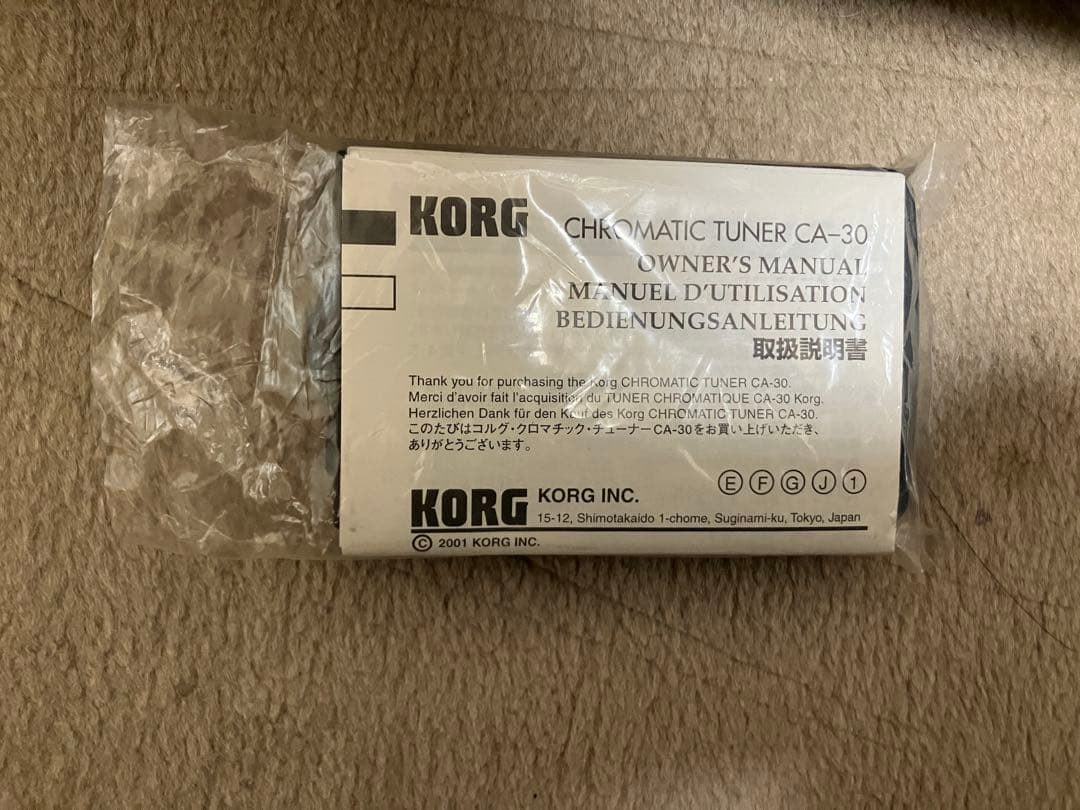 KORG CHROMATIC TUNER CA-30
OWNER'S MANUAL
MANUEL D'UTILISATION
BEDIENUNGSANLEITUNG
取扱説明書
Thank you for purchasing the Korg CHROMATIC TUNER CA-30.
Merci d'avoir fait l'acquisition du TUNER CHROMATIQUE CA-30 Korg.
Herzlichen Dank für den Kauf des Korg CHROMATIC TUNER CA-30.
このたびはコルグ・クロマチック・チューナーCA-30をお買い上げいただき、
ありがとうございます。
Ⓔ Ⓕ Ⓖ Ⓙ ①
KORG KORG INC.
15-12, Shimotakaido 1-chome, Suginami-ku, Tokyo, Japan
© 2001 KORG INC.